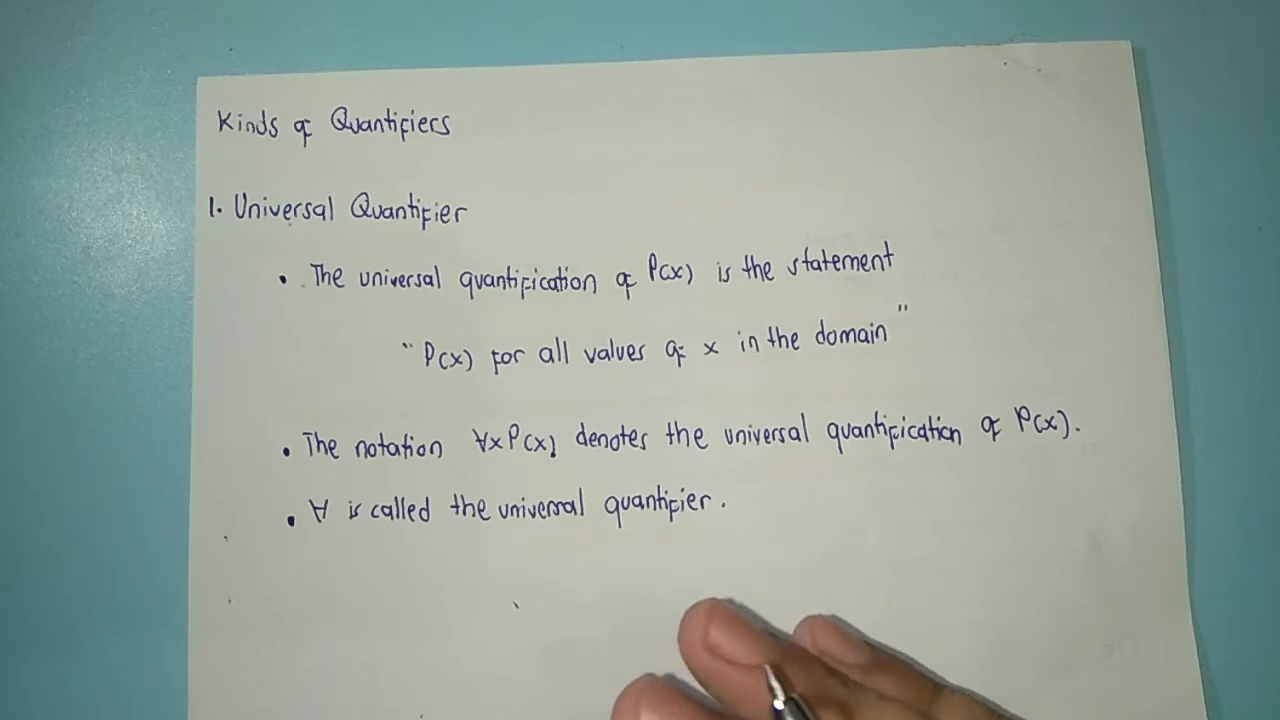 Kinds of Quantifiers
1. Universal Quantifier
• The universal quantification of P(x) is the statement
"P(x) for all values of x in the domain"
• The notation ∀xP(x) denotes the universal quantification of P(x).
• ∀ is called the universal quantifier.